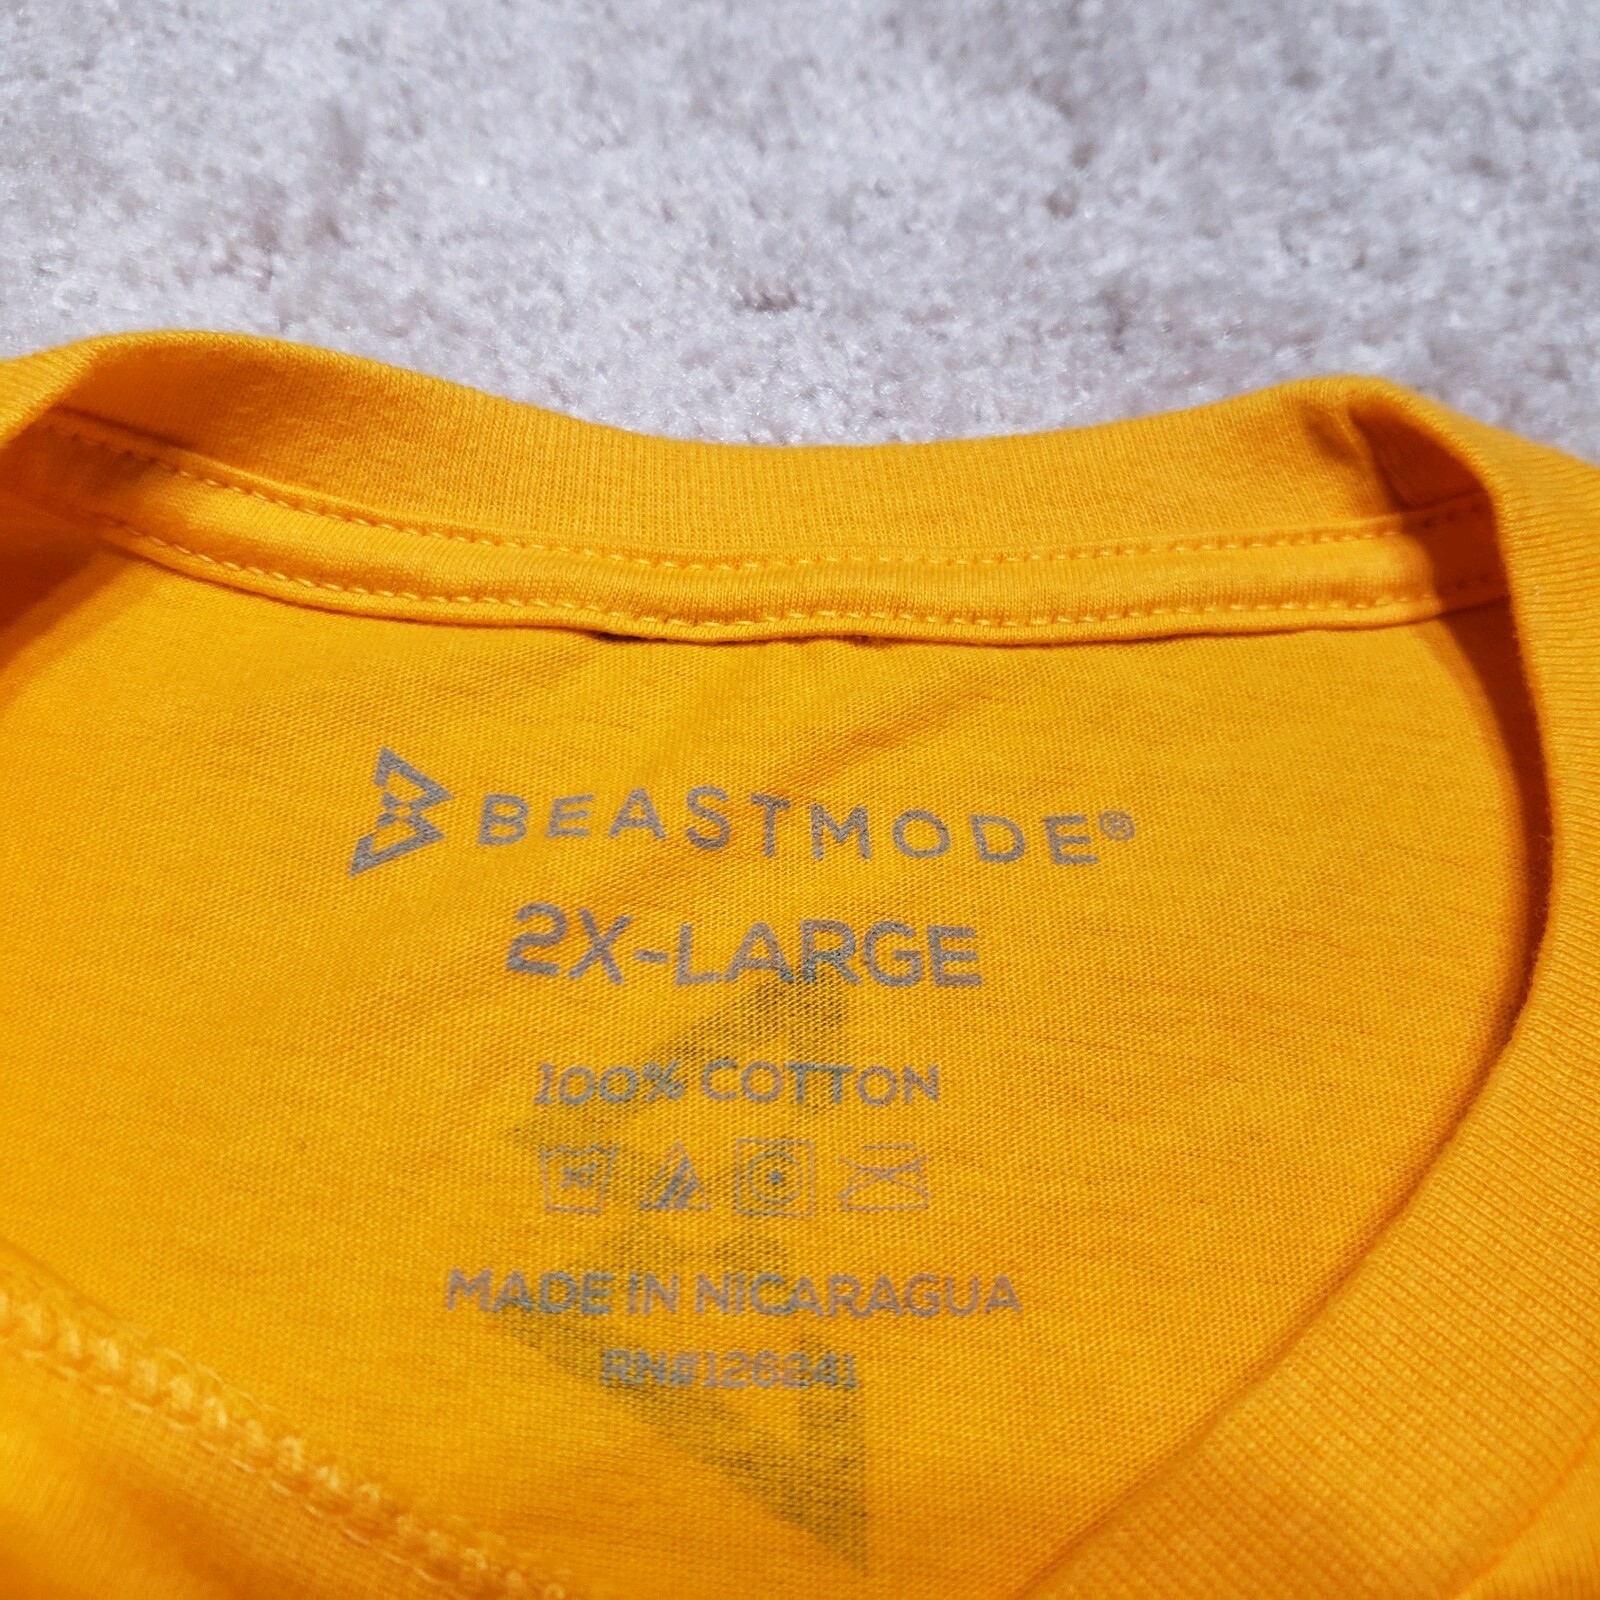 BEASTMODE®
2X-LARGE
100% COTTON
MADE IN NICARAGUA
RN#126241